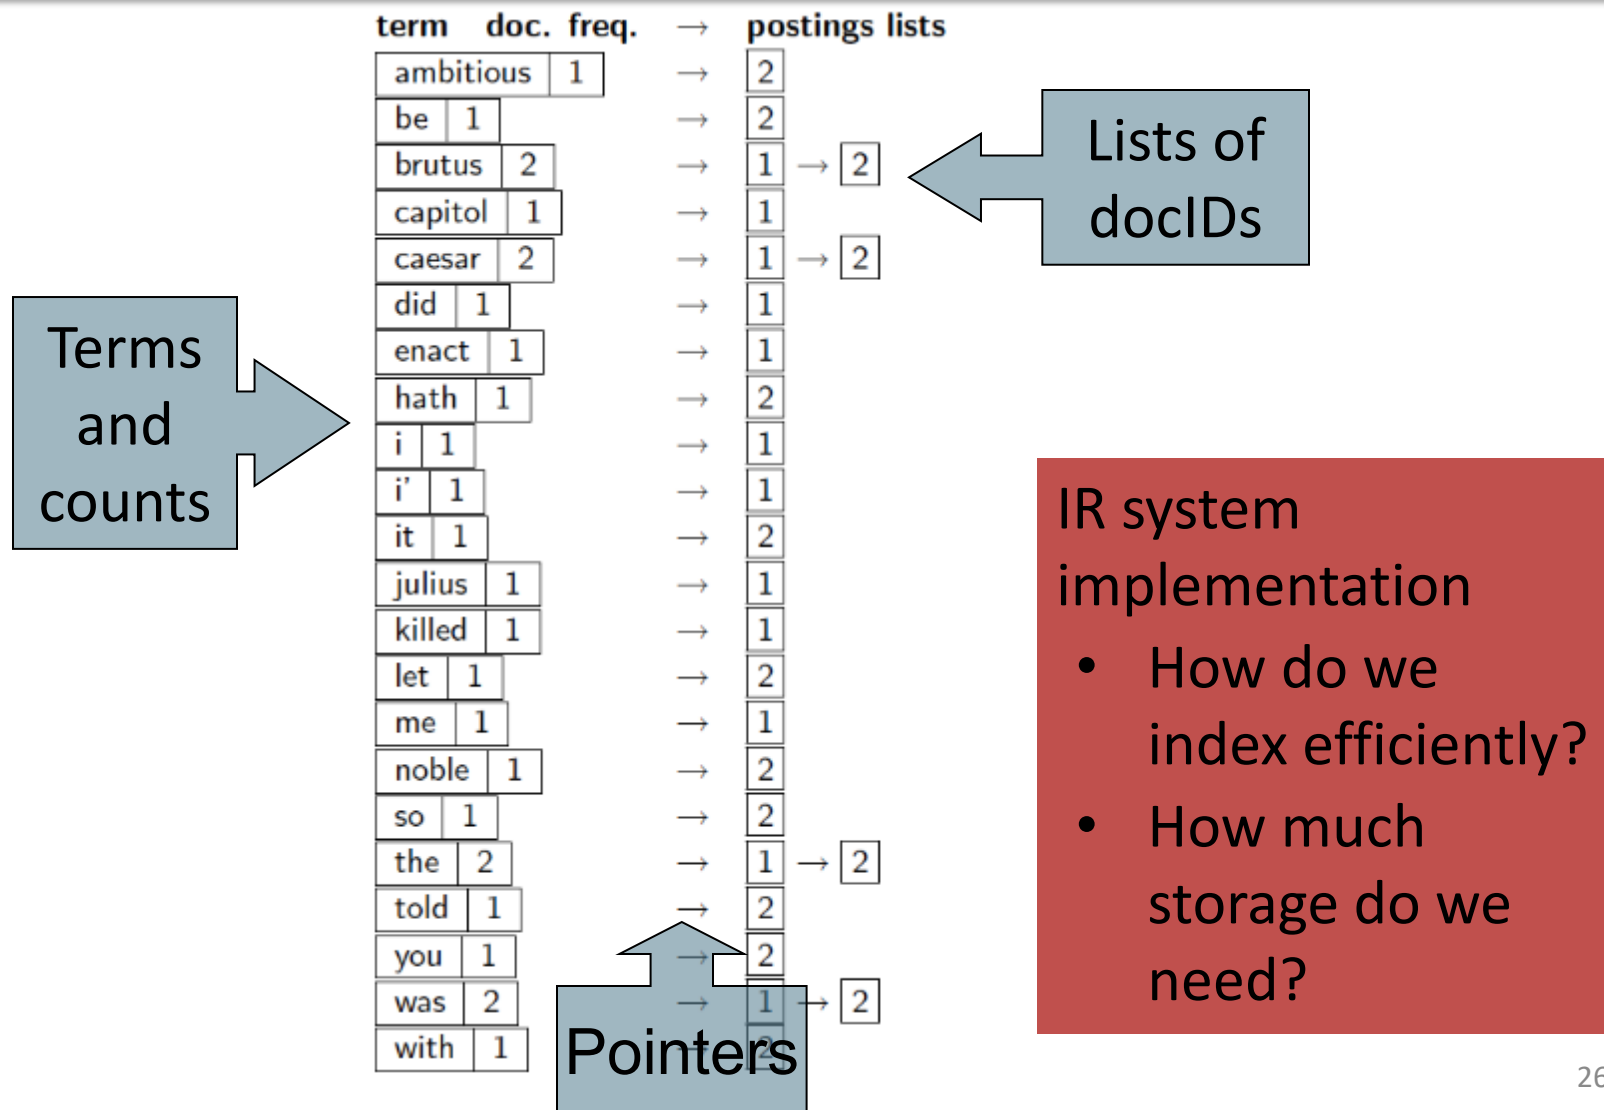 term doc. freq. → postings lists
ambitious 1 → 2
be 1 → 2
brutus 2 → 1 → 2
capitol 1 → 1
caesar 2 → 1 → 2
did 1 → 1
enact 1 → 1
hath 1 → 2
i 1 → 1
i' 1 → 1
it 1 → 2
julius 1 → 1
killed 1 → 1
let 1 → 2
me 1 → 1
noble 1 → 2
so 1 → 2
the 2 → 1 → 2
told 1 → 2
you 1 → 2
was 2 → 1 → 2
with 1 → 2
Lists of
docIDs
Terms
and
counts
Pointers
IR system
implementation
• How do we
index efficiently?
• How much
storage do we
need?
26